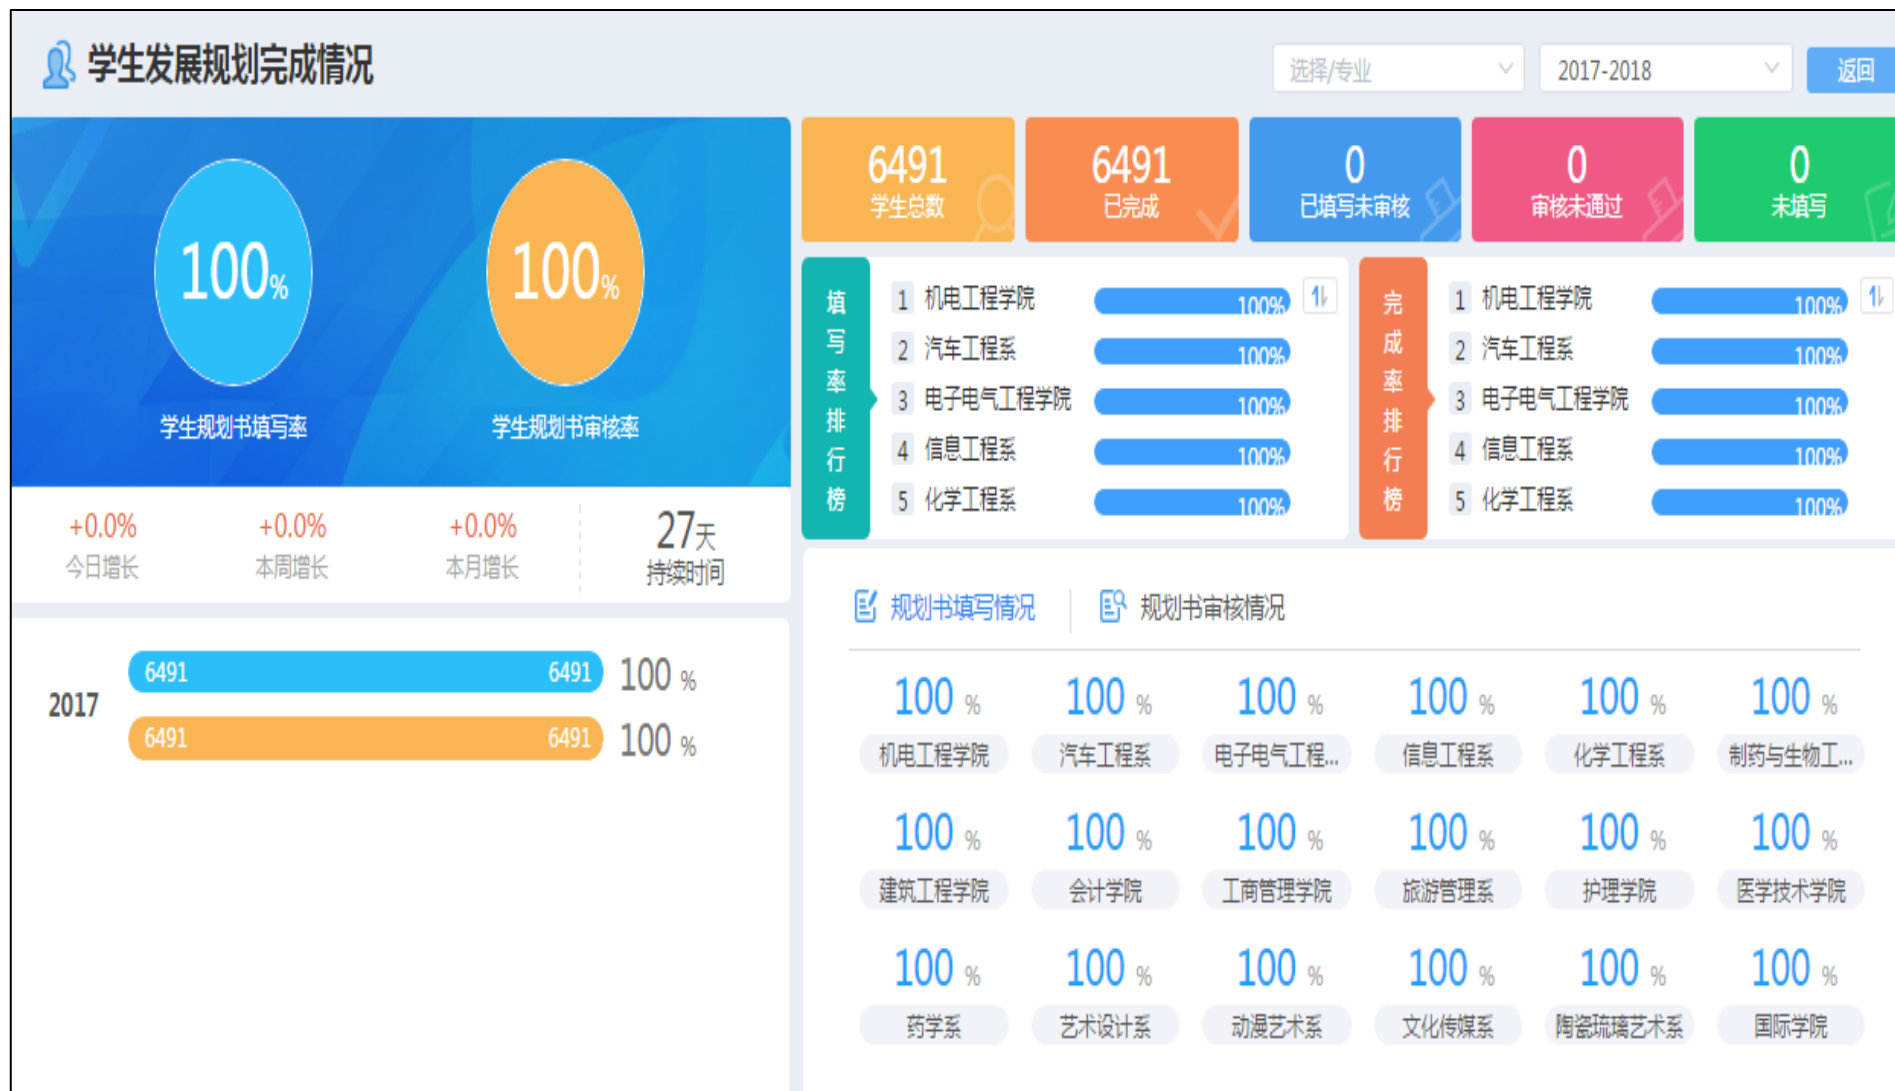 学生发展规划完成情况
选择/专业
2017-2018
返回
100%
学生规划书填写率
100%
学生规划书审核率
+0.0%
今日增长
+0.0%
本周增长
+0.0%
本月增长
27天
持续时间
2017
6491 6491 100 %
6491 6491 100 %
6491
学生总数
6491
已完成
0
已填写未审核
0
审核未通过
0
未填写
填写率排行榜
1 机电工程学院 100%
2 汽车工程系 100%
3 电子电气工程学院 100%
4 信息工程系 100%
5 化学工程系 100%
完成率排行榜
1 机电工程学院 100%
2 汽车工程系 100%
3 电子电气工程学院 100%
4 信息工程系 100%
5 化学工程系 100%
规划书填写情况
规划书审核情况
100 % 100 % 100 % 100 % 100 % 100 %
机电工程学院 汽车工程系 电子电气工程... 信息工程系 化学工程系 制药与生物工...
100 % 100 % 100 % 100 % 100 % 100 %
建筑工程学院 会计学院 工商管理学院 旅游管理系 护理学院 医学技术学院
100 % 100 % 100 % 100 % 100 % 100 %
药学系 艺术设计系 动漫艺术系 文化传媒系 陶瓷琉璃艺术系 国际学院